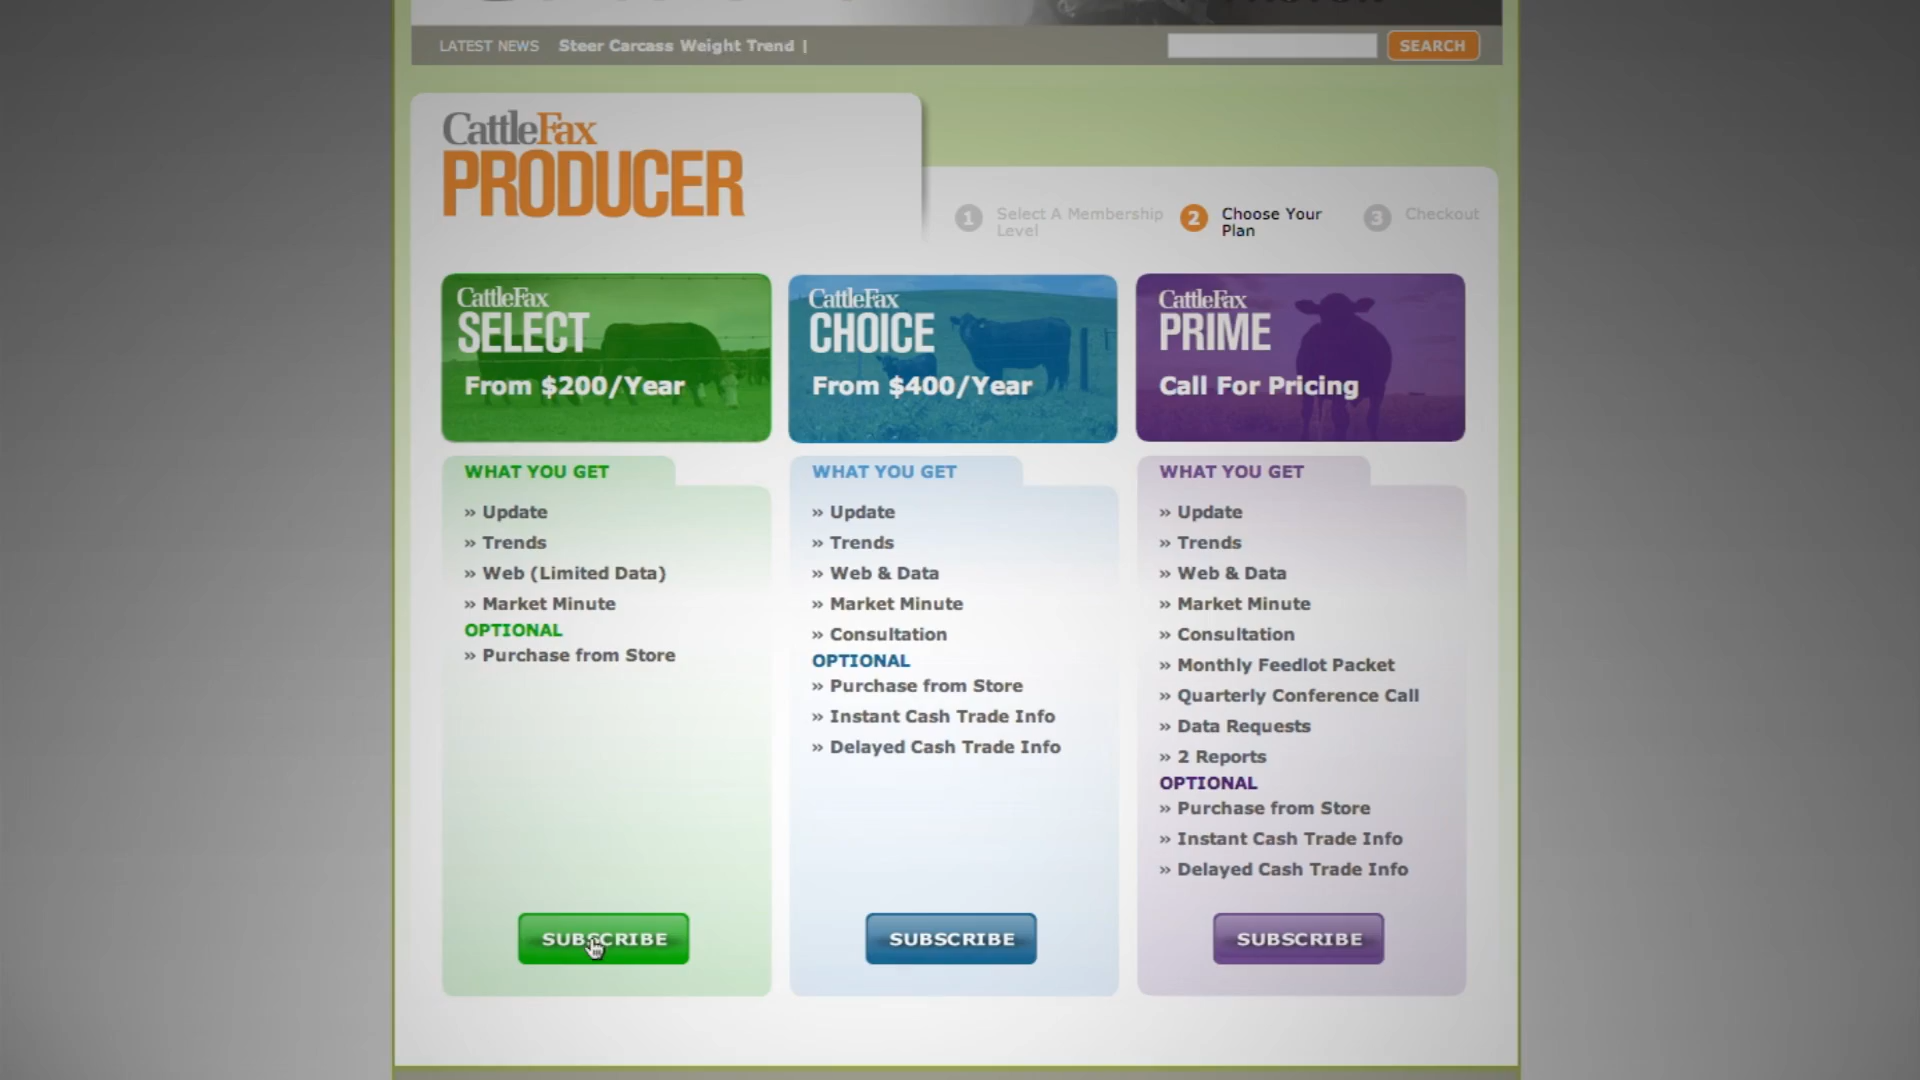 LATEST NEWS Steer Carcass Weight Trend |
SEARCH
CattleFax
PRODUCER
1 Select A Membership
Level
2 Choose Your
Plan
3 Checkout
CattleFax
SELECT
From $200/Year
WHAT YOU GET
» Update
» Trends
» Web (Limited Data)
» Market Minute
OPTIONAL
» Purchase from Store
SUBSCRIBE
CattleFax
CHOICE
From $400/Year
WHAT YOU GET
» Update
» Trends
» Web & Data
» Market Minute
» Consultation
OPTIONAL
» Purchase from Store
» Instant Cash Trade Info
» Delayed Cash Trade Info
SUBSCRIBE
CattleFax
PRIME
Call For Pricing
WHAT YOU GET
» Update
» Trends
» Web & Data
» Market Minute
» Consultation
» Monthly Feedlot Packet
» Quarterly Conference Call
» Data Requests
» 2 Reports
OPTIONAL
» Purchase from Store
» Instant Cash Trade Info
» Delayed Cash Trade Info
SUBSCRIBE